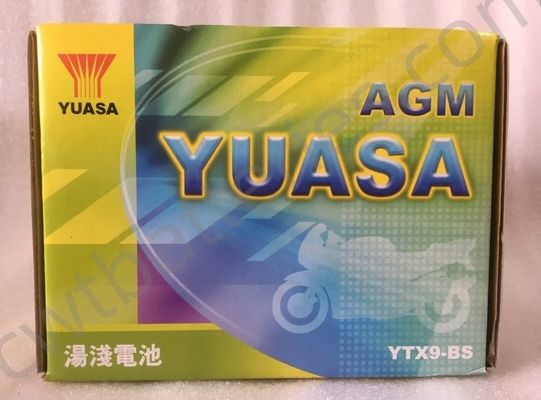 YUASA
AGM
YUASA
湯淺電池
YTX9-BS